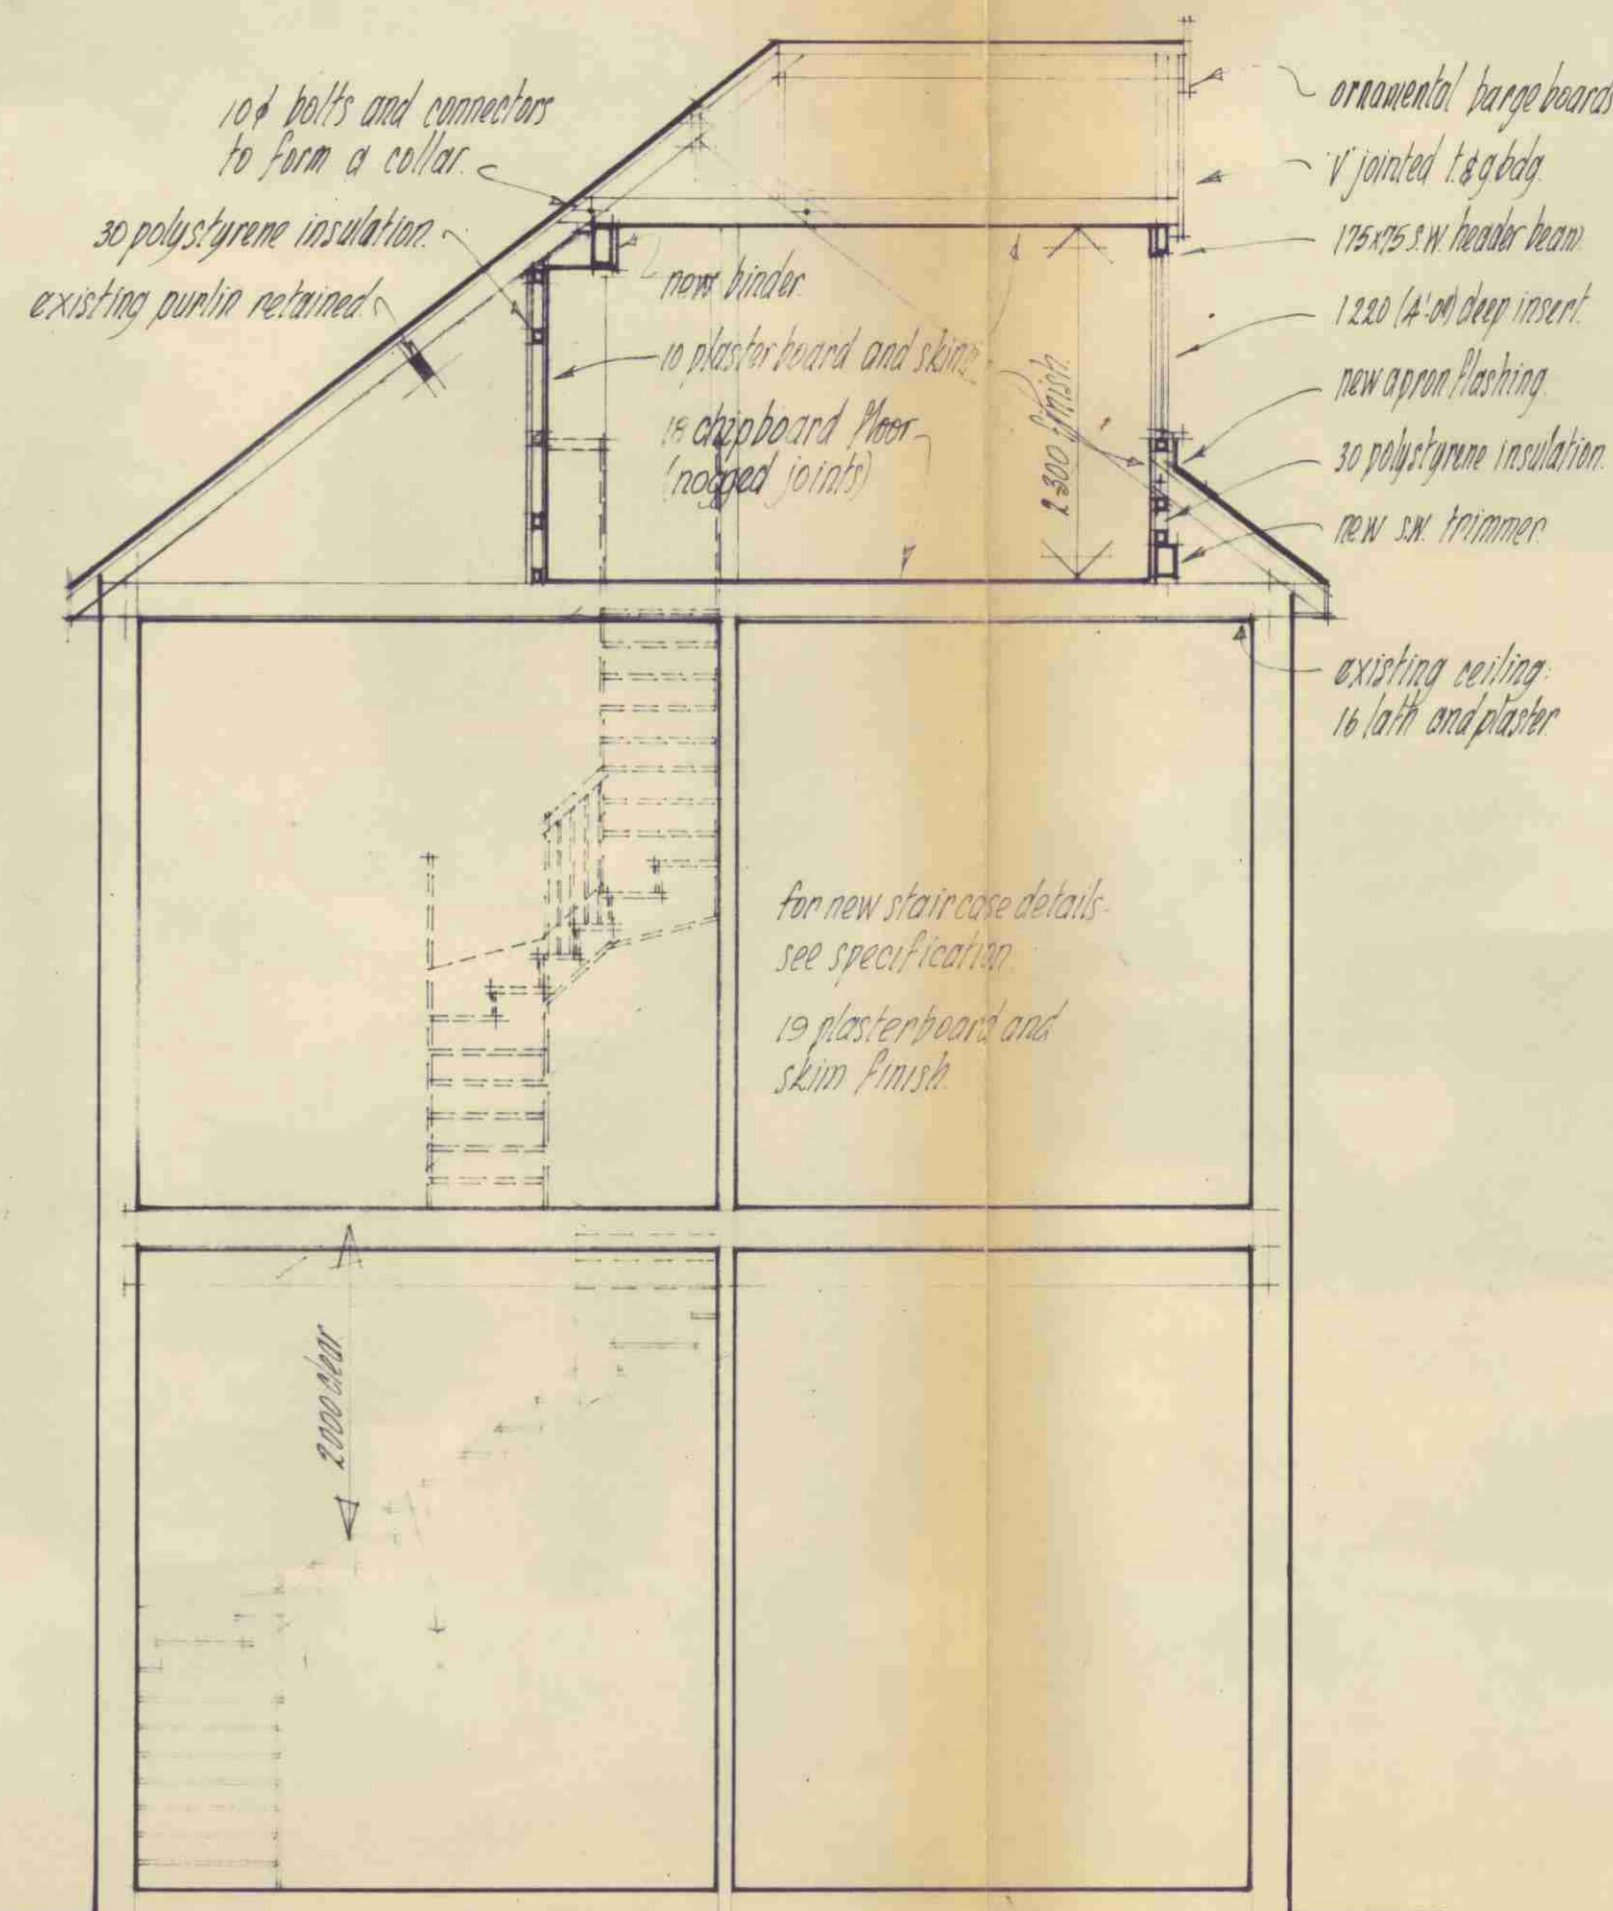 10ϕ bolts and connectors
to form a collar.
30 polystyrene insulation.
existing purlin retained.
new binder.
10 plasterboard and skim
18 chipboard floor
(nogged joints)
2300 finish.
ornamental bargeboards
'V' jointed t.&g bdg.
175x75 s.w. header beam.
1220 (4'-0") deep insert.
new apron flashing.
30 polystyrene insulation.
new s.w. trimmer.
existing ceiling:
16 lath and plaster.
for new staircase details
see specification.
19 plasterboard and
skim finish.
2000 clear